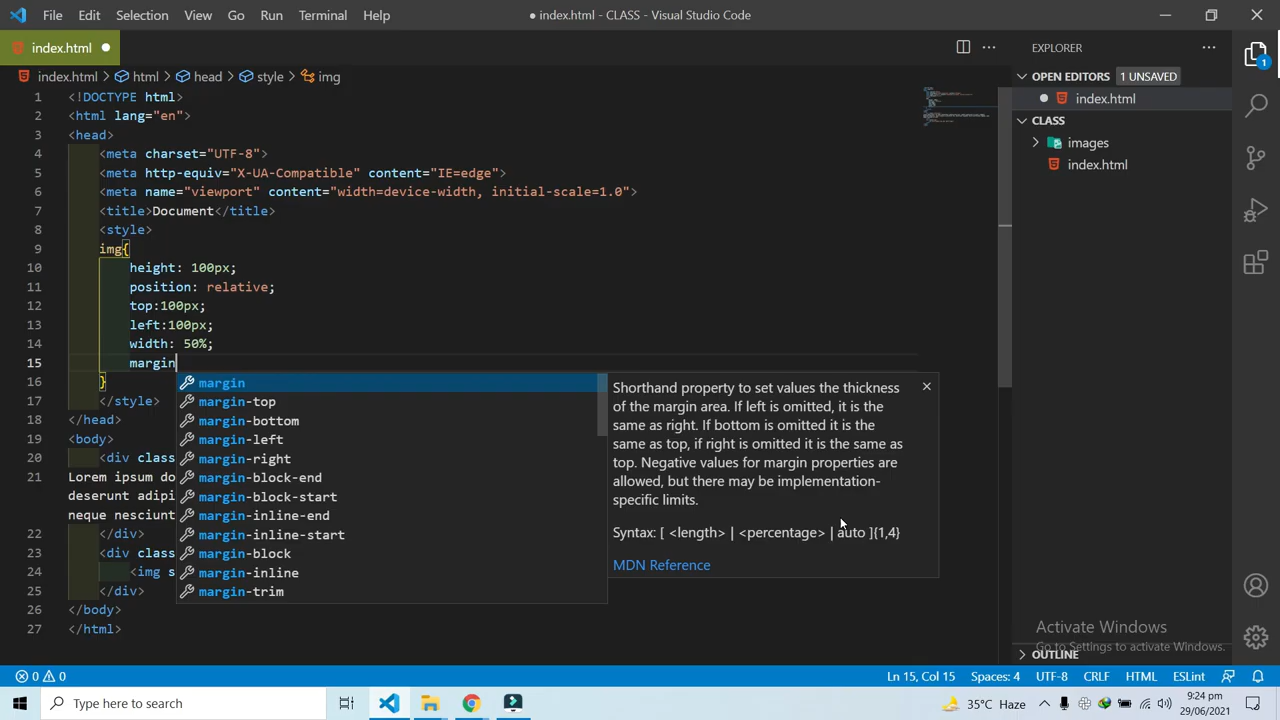 File Edit Selection View Go Run Terminal Help
● index.html - CLASS - Visual Studio Code
index.html
EXPLORER
index.html > html > head > style > img
OPEN EDITORS 1 UNSAVED
1
index.html
CLASS
images
index.html
1 <!DOCTYPE html>
2 <html lang="en">
3 <head>
4 <meta charset="UTF-8">
5 <meta http-equiv="X-UA-Compatible" content="IE=edge">
6 <meta name="viewport" content="width=device-width, initial-scale=1.0">
7 <title>Document</title>
8 <style>
9 img{
10 height: 100px;
11 position: relative;
12 top:100px;
13 left:100px;
14 width: 50%;
15 margin
16 }
17 </style>
18 </head>
19 <body>
20 <div class
21 Lorem ipsum do
deserunt adipi
neque nesciunt
22 </div>
23 <div class
24 <img s
25 </div>
26 </body>
27 </html>
margin
margin-top
margin-bottom
margin-left
margin-right
margin-block-end
margin-block-start
margin-inline-end
margin-inline-start
margin-block
margin-inline
margin-trim
Shorthand property to set values the thickness
of the margin area. If left is omitted, it is the
same as right. If bottom is omitted it is the
same as top, if right is omitted it is the same as
top. Negative values for margin properties are
allowed, but there may be implementation-
specific limits.
Syntax: [ <length> | <percentage> | auto ]{1,4}
MDN Reference
Activate Windows
Go to Settings to activate Windows.
OUTLINE
0 0
Ln 15, Col 15 Spaces: 4 UTF-8 CRLF HTML ESLint
Type here to search
35°C Haze
9:24 pm
29/06/2021